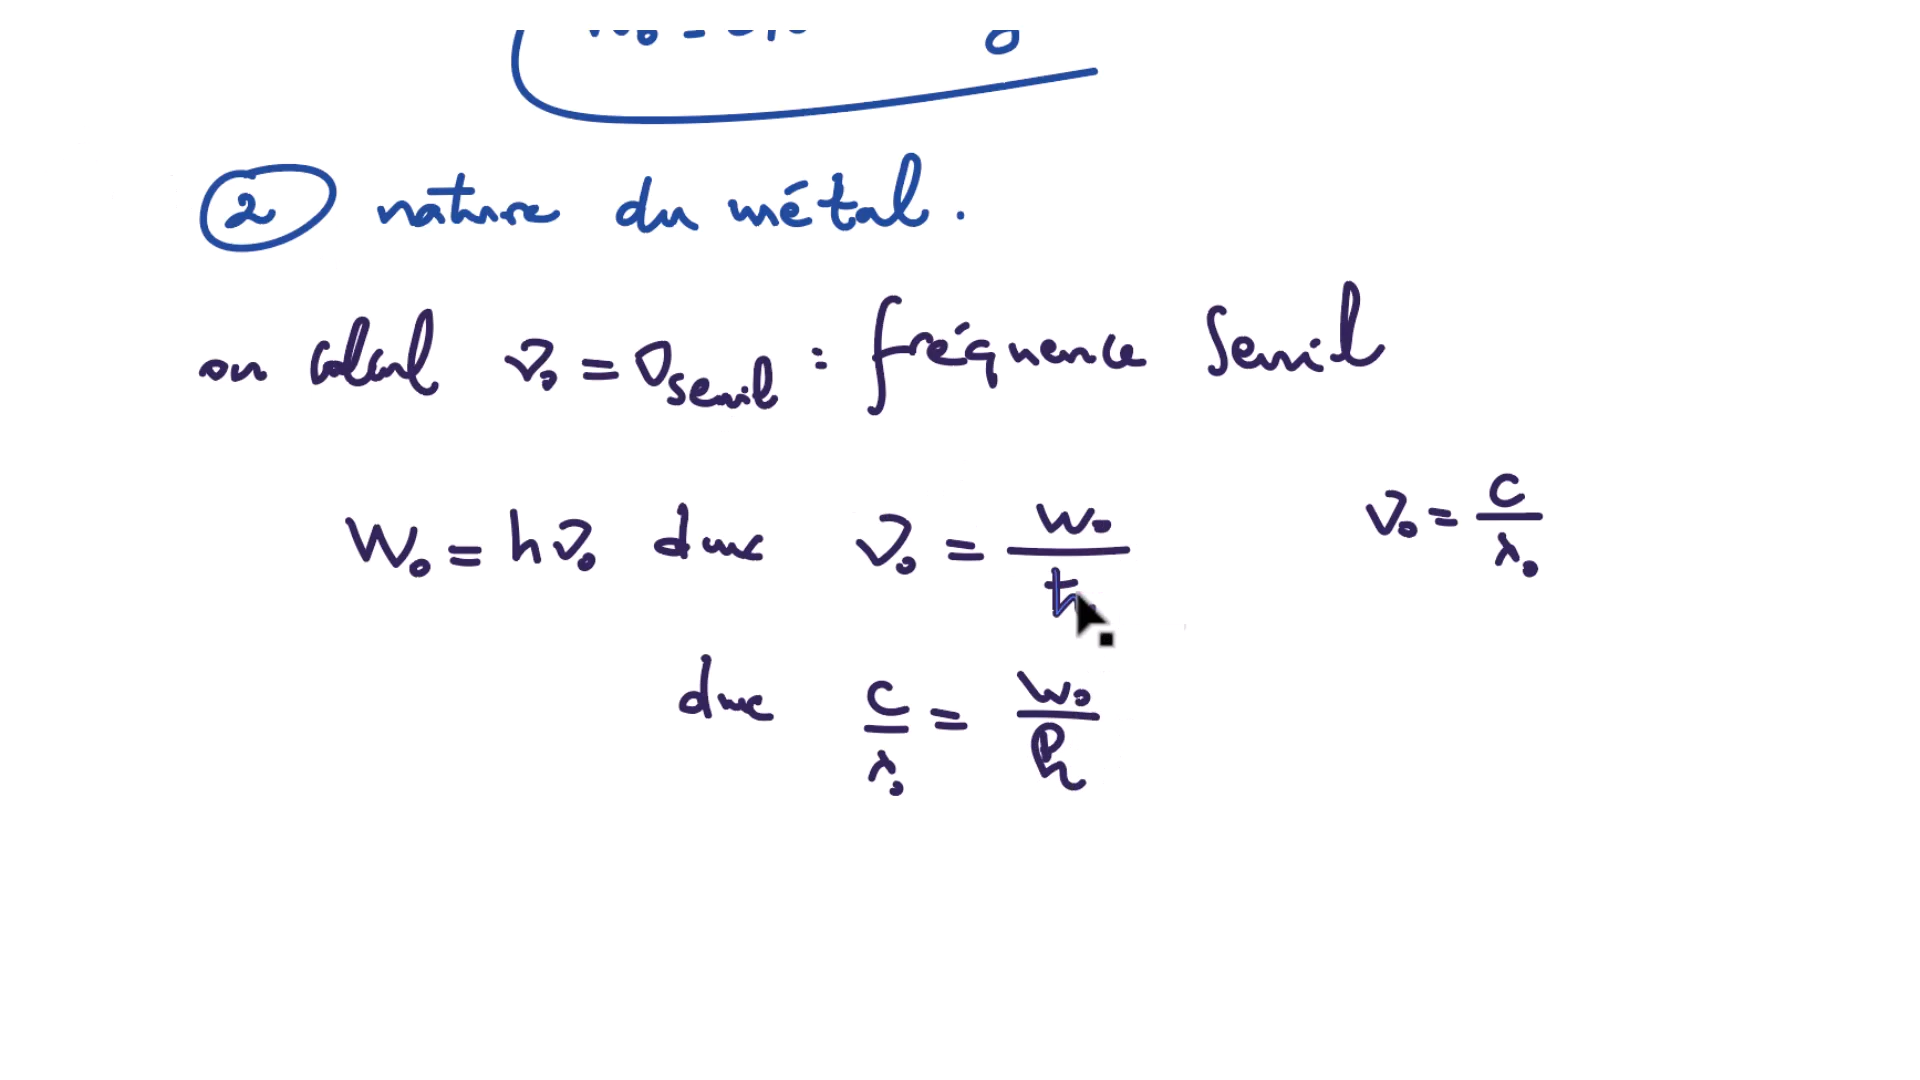 ② nature du métal.
on calcul ν₀ = ν_seuil : fréquence seuil
W₀ = hν₀ donc ν₀ = W₀/h ν₀ = c/λ₀
donc c/λ₀ = W₀/h